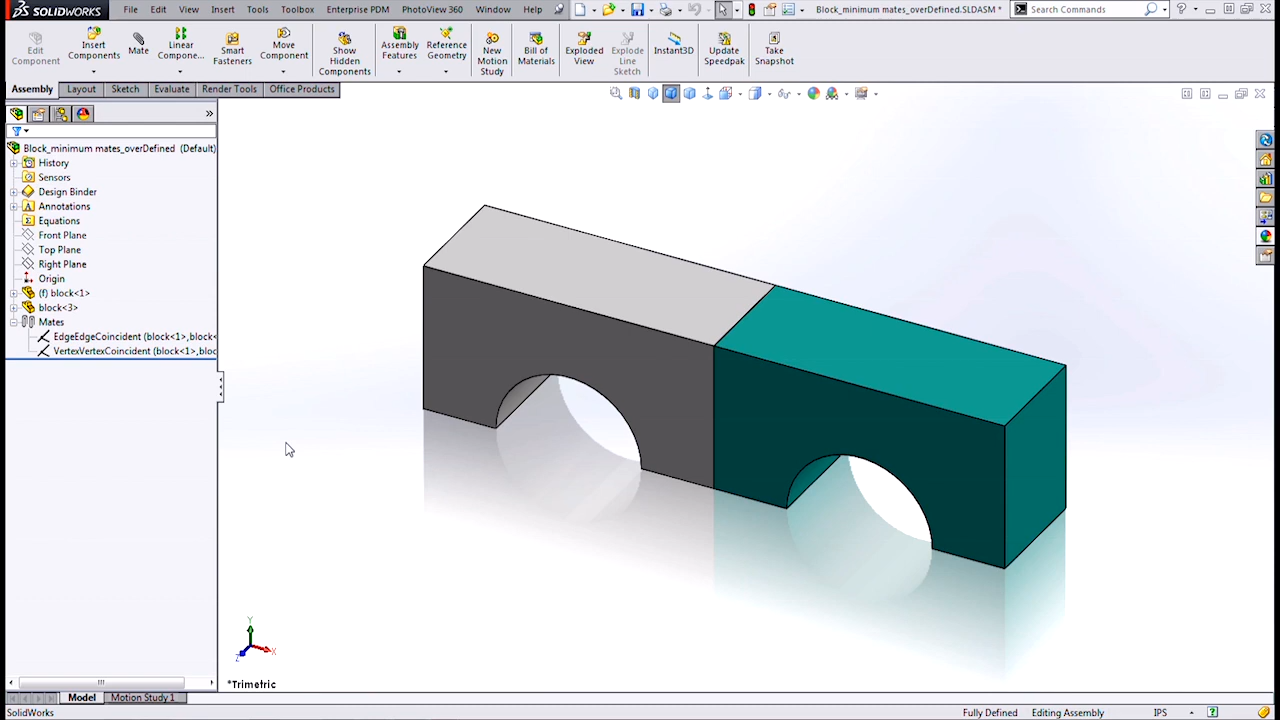 SOLIDWORKS File Edit View Insert Tools Toolbox Enterprise PDM PhotoView 360 Window Help Block_minimum mates_overDefined.SLDASM * Search Commands
Edit Component
Insert Components
Mate
Linear Compone...
Smart Fasteners
Move Component
Show Hidden Components
Assembly Features
Reference Geometry
New Motion Study
Bill of Materials
Exploded View
Explode Line Sketch
Instant3D
Update Speedpak
Take Snapshot
Assembly Layout Sketch Evaluate Render Tools Office Products
Block_minimum mates_overDefined (Default)
History
Sensors
Design Binder
Annotations
Equations
Front Plane
Top Plane
Right Plane
Origin
(f) block<1>
block<3>
Mates
EdgeEdgeCoincident (block<1>,block<
VertexVertexCoincident (block<1>,bloc
Y
X
Z
*Trimetric
Model Motion Study 1
SolidWorks Fully Defined Editing Assembly IPS